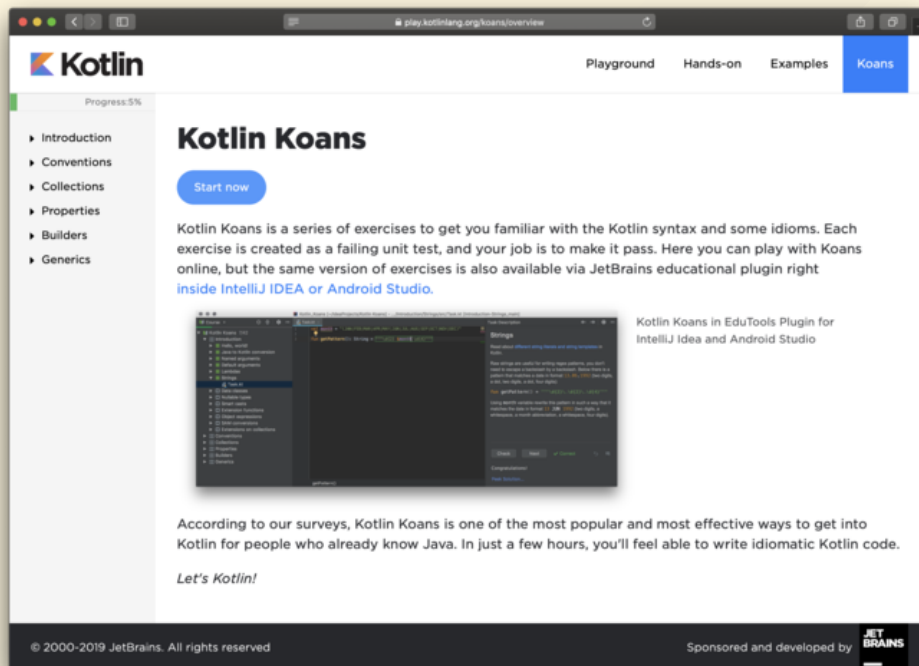 play.kotlinlang.org/koans/overview
Kotlin
Playground
Hands-on
Examples
Koans
Progress:5%
Introduction
Conventions
Collections
Properties
Builders
Generics
Kotlin Koans
Start now
Kotlin Koans is a series of exercises to get you familiar with the Kotlin syntax and some idioms. Each
exercise is created as a failing unit test, and your job is to make it pass. Here you can play with Koans
online, but the same version of exercises is also available via JetBrains educational plugin right
inside IntelliJ IDEA or Android Studio.
Strings
Check
Congratulations!
Kotlin Koans in EduTools Plugin for
IntelliJ Idea and Android Studio
According to our surveys, Kotlin Koans is one of the most popular and most effective ways to get into
Kotlin for people who already know Java. In just a few hours, you'll feel able to write idiomatic Kotlin code.
Let's Kotlin!
© 2000-2019 JetBrains. All rights reserved
Sponsored and developed by
JET
BRAINS